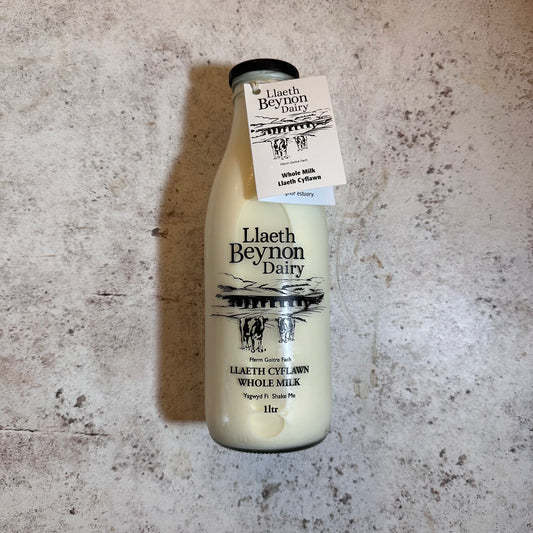 Llaeth
Beynon
Dairy
Fferm Goitre Fach
Whole Milk
Llaeth Cyflawn
estuary.
Llaeth
Beynon
Dairy
Fferm Goitre Fach
LLAETH CYFLAWN
WHOLE MILK
Ysgwyd Fi Shake Me
1ltr